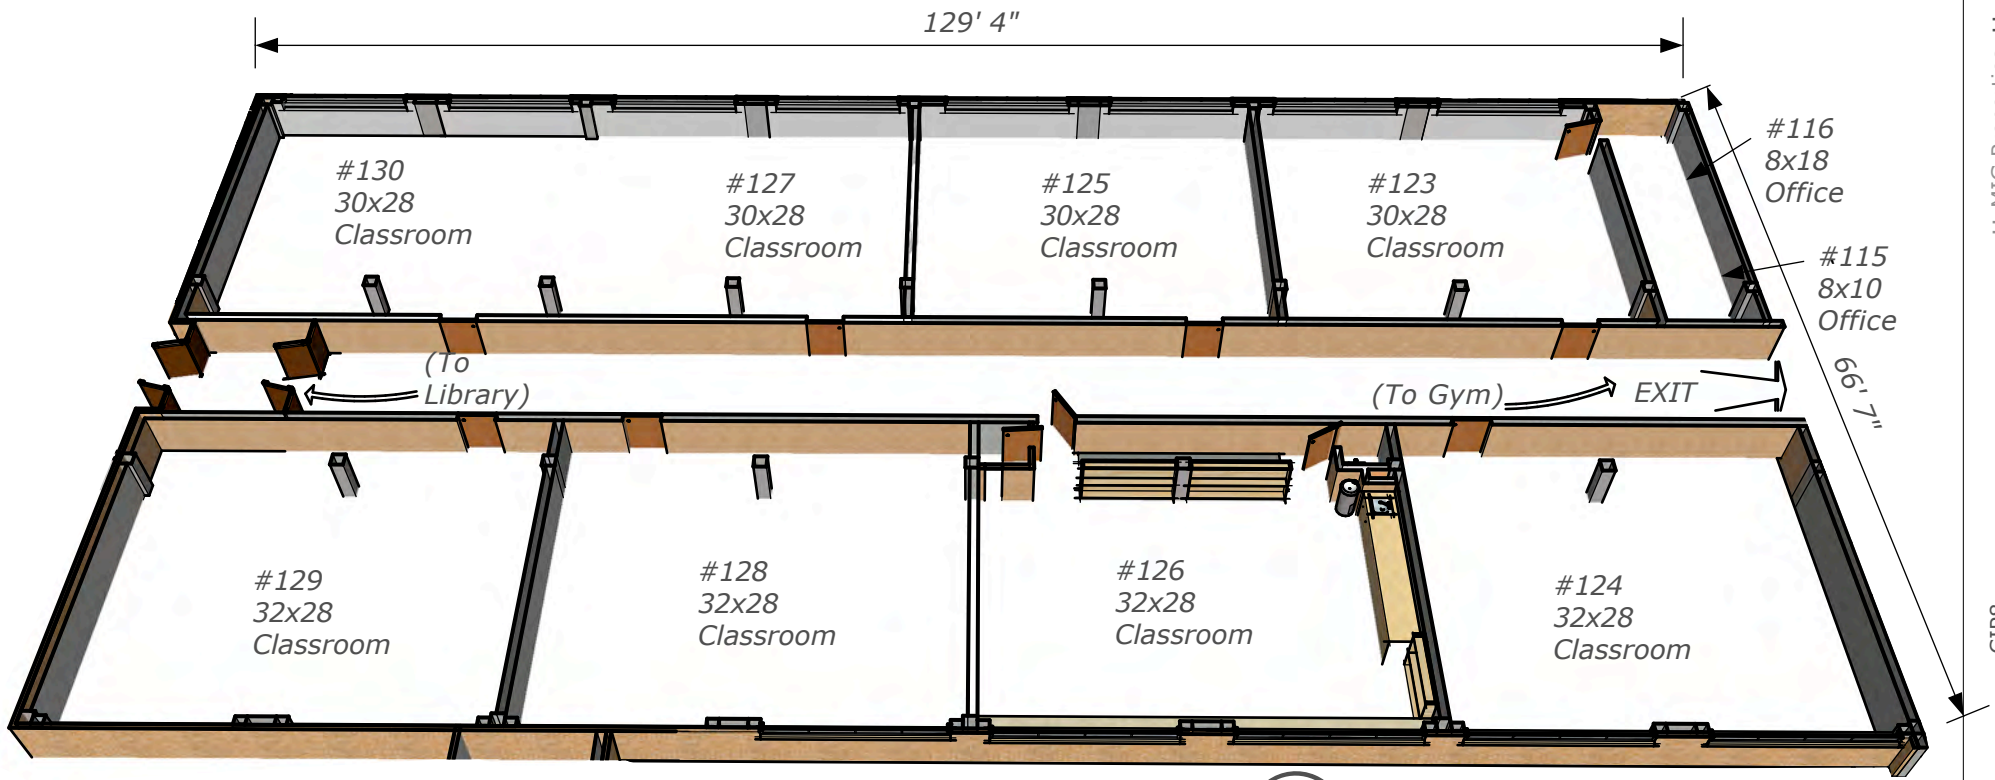 129' 4"
#130
30x28
Classroom
#127
30x28
Classroom
#125
30x28
Classroom
#123
30x28
Classroom
#116
8x18
Office
#115
8x10
Office
66' 7"
(To
Library)
(To Gym)
EXIT
#129
32x28
Classroom
#128
32x28
Classroom
#126
32x28
Classroom
#124
32x28
Classroom